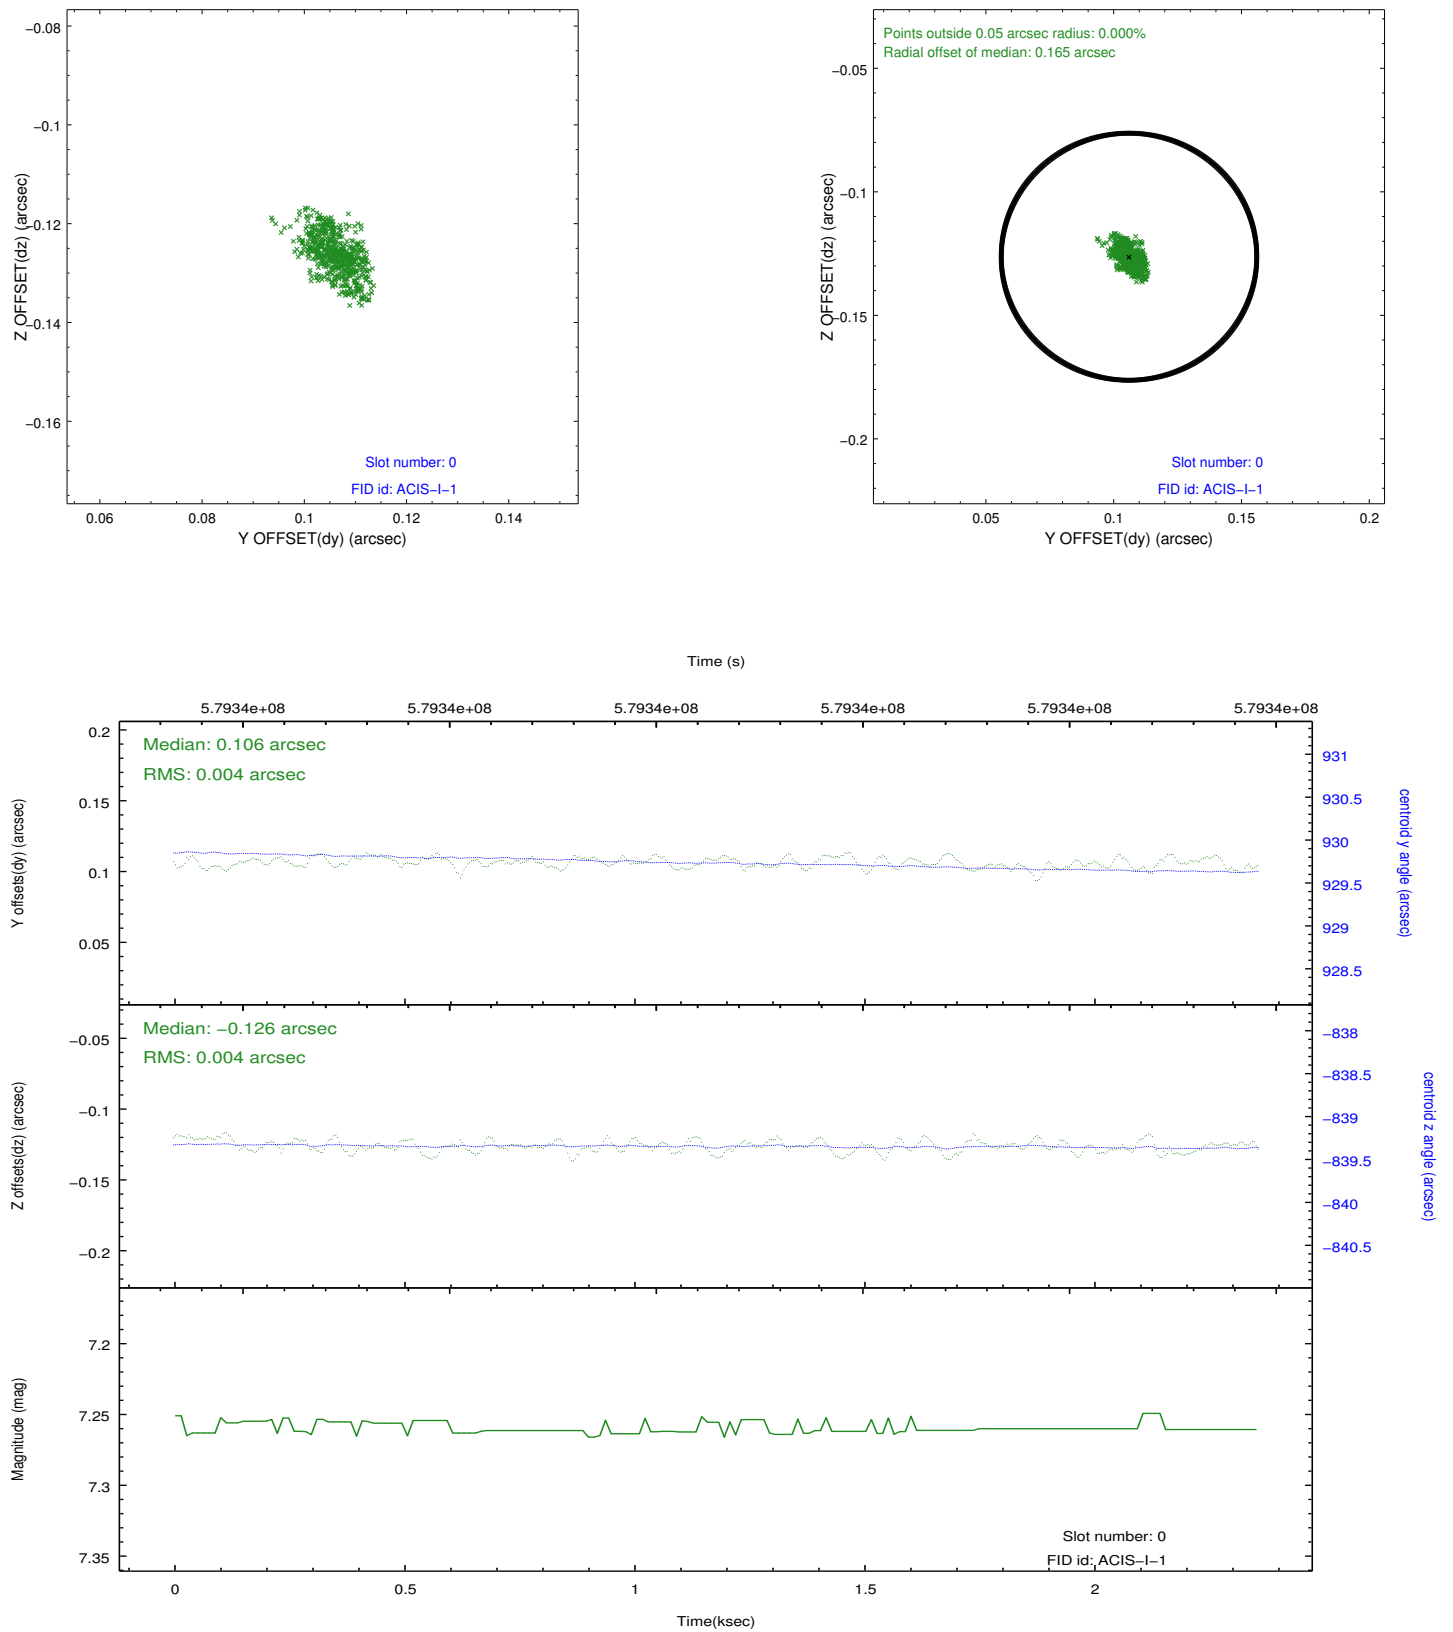 −0.08
−0.1
−0.12
−0.14
−0.16
Z OFFSET(dz) (arcsec)
Slot number: 0
FID id: ACIS−I−1
0.06
0.08
0.1
0.12
0.14
Y OFFSET(dy) (arcsec)
Points outside 0.05 arcsec radius: 0.000%
Radial offset of median: 0.165 arcsec
−0.05
−0.1
−0.15
−0.2
Z OFFSET(dz) (arcsec)
Slot number: 0
FID id: ACIS−I−1
0.05
0.1
0.15
0.2
Y OFFSET(dy) (arcsec)
Time (s)
5.7934e+08
5.7934e+08
5.7934e+08
5.7934e+08
5.7934e+08
5.7934e+08
Median: 0.106 arcsec
RMS: 0.004 arcsec
0.2
0.15
0.1
0.05
Y offsets(dy) (arcsec)
931
930.5
930
929.5
929
928.5
centroid y angle (arcsec)
Median: −0.126 arcsec
RMS: 0.004 arcsec
−0.05
−0.1
−0.15
−0.2
Z offsets(dz) (arcsec)
−838
−838.5
−839
−839.5
−840
−840.5
centroid z angle (arcsec)
7.2
7.25
7.3
7.35
Magnitude (mag)
Slot number: 0
FID id: ACIS−I−1
0
0.5
1
1.5
2
Time(ksec)